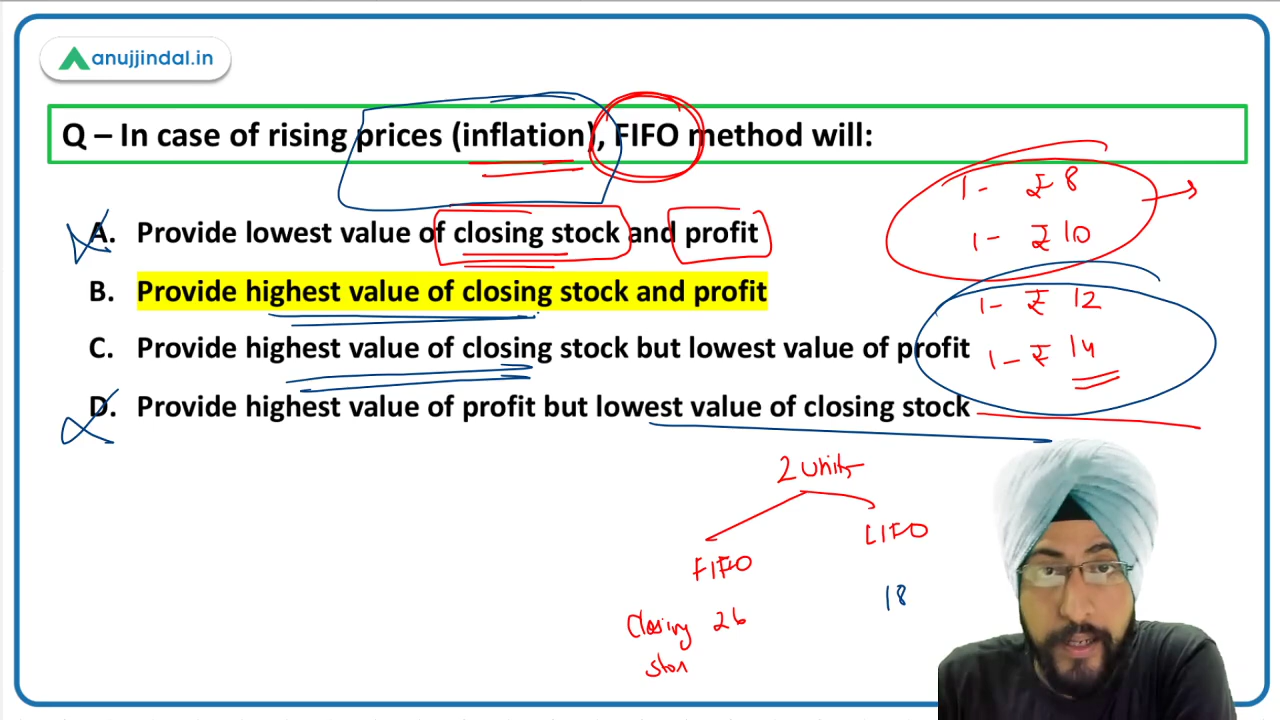 anujjindal.in
Q – In case of rising prices (inflation), FIFO method will:
A. Provide lowest value of closing stock and profit
B. Provide highest value of closing stock and profit
C. Provide highest value of closing stock but lowest value of profit
D. Provide highest value of profit but lowest value of closing stock
1 - ₹ 8
1 - ₹ 10
1 - ₹ 12
1 - ₹ 14
2 units
FIFO
LIFO
Closing 26
18